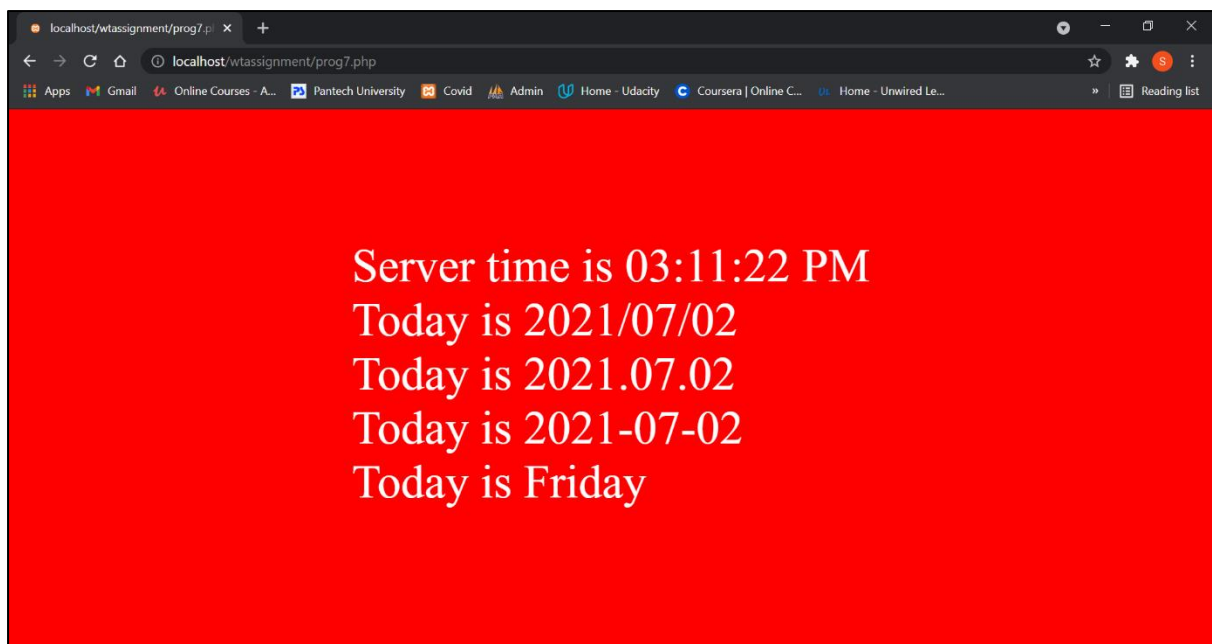 localhost/wtassignment/prog7.p
localhost/wtassignment/prog7.php
S
Apps Gmail Online Courses - A... Pantech University Covid Admin Home - Udacity Coursera | Online C... Home - Unwired Le... » Reading list
Server time is 03:11:22 PM
Today is 2021/07/02
Today is 2021.07.02
Today is 2021-07-02
Today is Friday